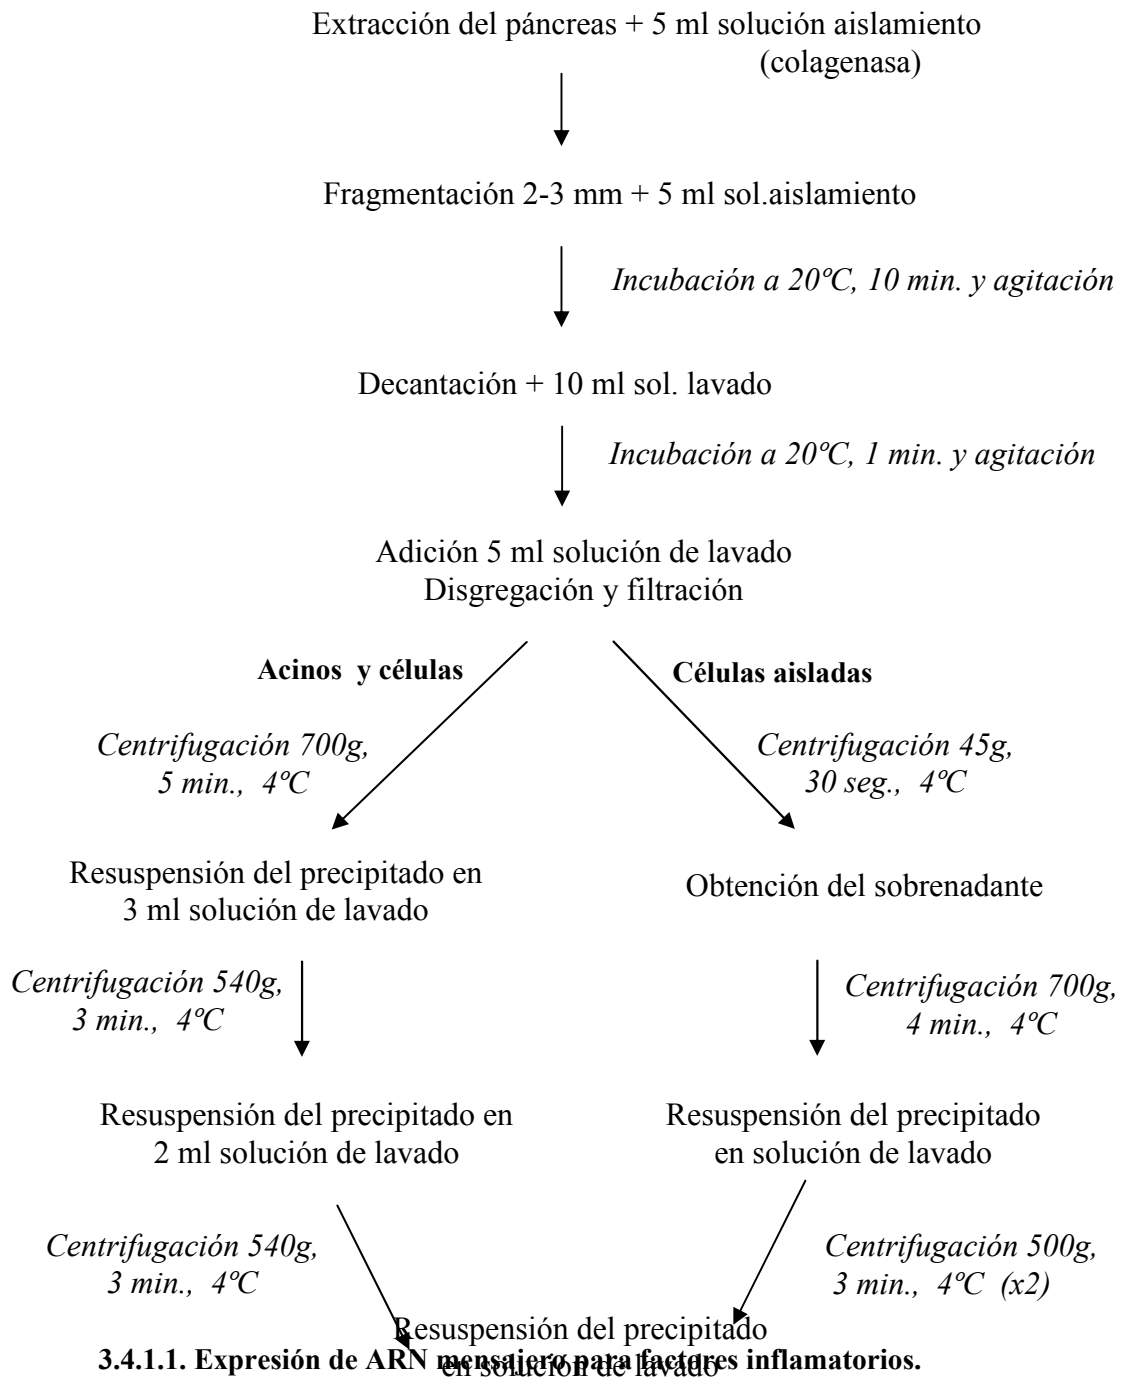 Extracción del páncreas + 5 ml solución aislamiento
(colagenasa)
Fragmentación 2-3 mm + 5 ml sol.aislamiento
Incubación a 20ºC, 10 min. y agitación
Decantación + 10 ml sol. lavado
Incubación a 20ºC, 1 min. y agitación
Adición 5 ml solución de lavado
Disgregación y filtración
Acinos y células
Células aisladas
Centrifugación 700g,
5 min., 4ºC
Centrifugación 45g,
30 seg., 4ºC
Resuspensión del precipitado en
3 ml solución de lavado
Obtención del sobrenadante
Centrifugación 540g,
3 min., 4ºC
Centrifugación 700g,
4 min., 4ºC
Resuspensión del precipitado en
2 ml solución de lavado
Resuspensión del precipitado
en solución de lavado
Centrifugación 540g,
3 min., 4ºC
Centrifugación 500g,
3 min., 4ºC (x2)
Resuspensión del precipitado
en solución de lavado
3.4.1.1. Expresión de ARN mensajero para factores inflamatorios.